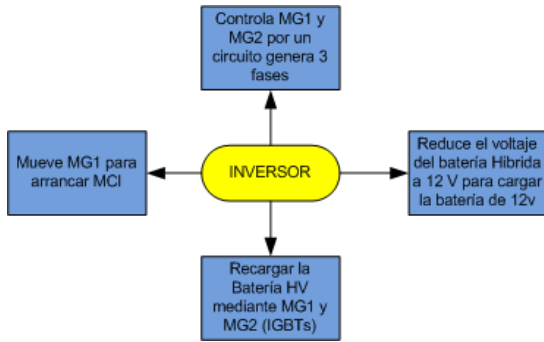 Controla MG1 y
MG2 por un
circuito genera 3
fases
Mueve MG1 para
arrancar MCI
INVERSOR
Reduce el voltaje
del batería Hibrida
a 12 V para cargar
la batería de 12v
Recargar la
Batería HV
mediante MG1 y
MG2 (IGBTs)